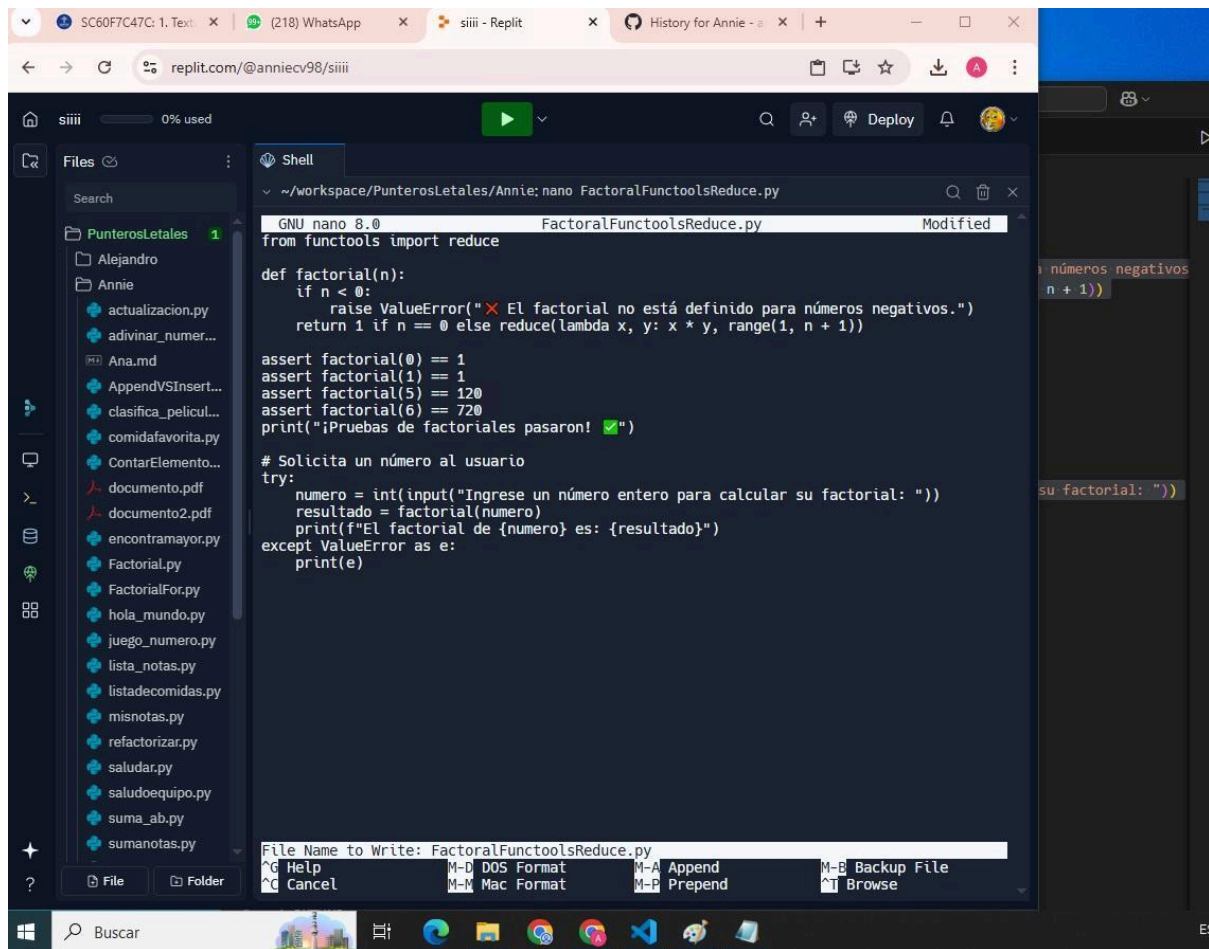 SC60F7C47C: 1. Text
(218) WhatsApp
siiii - Replit
History for Annie - a
replit.com/@anniecv98/siiii
A
siiii
0% used
Deploy
Files
Search
PunterosLetales 1
Alejandro
Annie
actualizacion.py
adivinar_numer...
Ana.md
AppendVSInsert...
clasifica_pelicul...
comidafavorita.py
ContarElemento...
documento.pdf
documento2.pdf
encontramayor.py
Factorial.py
FactorialFor.py
hola_mundo.py
juego_numero.py
lista_notas.py
listadecomidas.py
misnotas.py
refactorizar.py
saludar.py
saludoequipo.py
suma_ab.py
sumanotas.py
File
Folder
Shell
~/workspace/PunterosLetales/Annie: nano FactoralFunctoolsReduce.py
GNU nano 8.0 FactoralFunctoolsReduce.py Modified
from functools import reduce
def factorial(n):
if n < 0:
raise ValueError("❌ El factorial no está definido para números negativos.")
return 1 if n == 0 else reduce(lambda x, y: x * y, range(1, n + 1))
assert factorial(0) == 1
assert factorial(1) == 1
assert factorial(5) == 120
assert factorial(6) == 720
print("¡Pruebas de factoriales pasaron! ✅")
# Solicita un número al usuario
try:
numero = int(input("Ingrese un número entero para calcular su factorial: "))
resultado = factorial(numero)
print(f"El factorial de {numero} es: {resultado}")
except ValueError as e:
print(e)
File Name to Write: FactoralFunctoolsReduce.py
^G Help M-D DOS Format M-A Append M-B Backup File
^C Cancel M-M Mac Format M-P Prepend ^T Browse
números negativos
n + 1))
su factorial: "))
Buscar